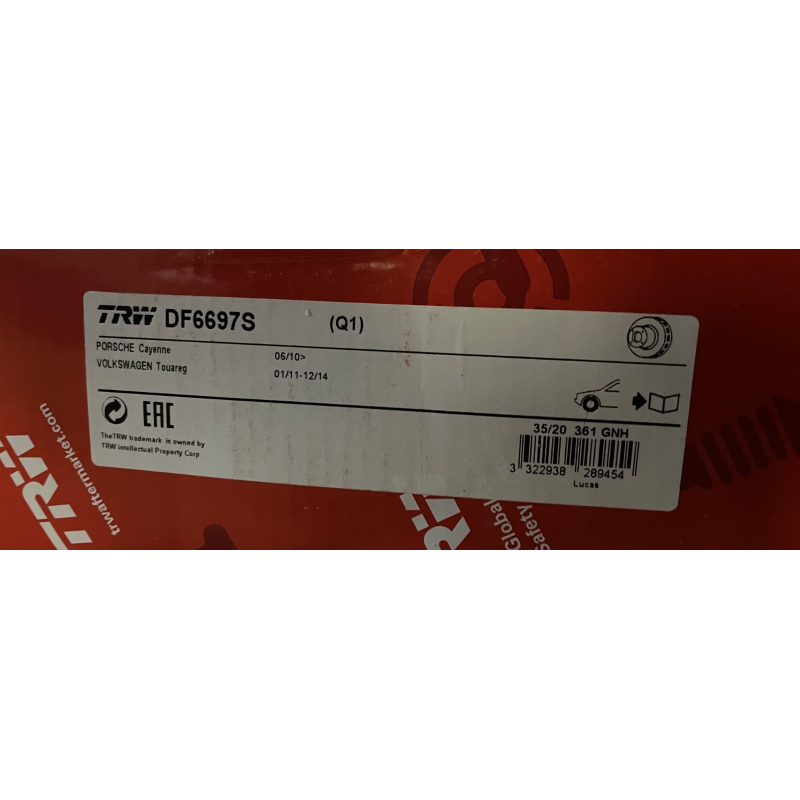 TRW DF6697S (Q1)
PORSCHE Cayenne 06/10>
VOLKSWAGEN Touareg 01/11-12/14
EAC
TheTRW trademark is owned by
TRW intellectual Property Corp
35/20 361 GNH
3 322938 289454
Lucas
TRW
trwaftermarket.com
TRW
Global
Safety